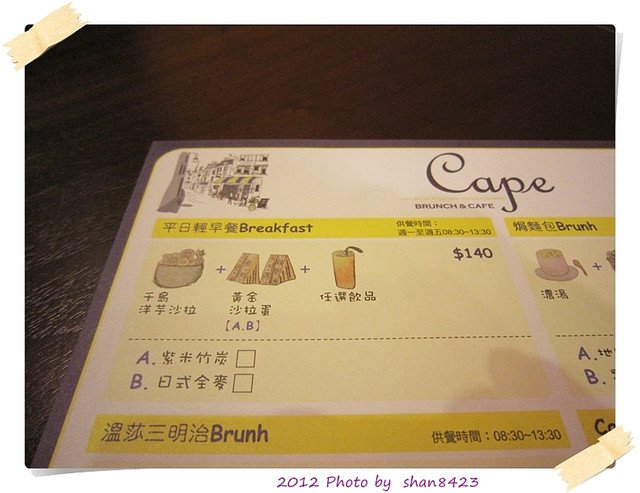 Cape
BRUNCH & CAFE
平日輕早餐Breakfast
供餐時間：
週一至週五08:30~13:30
$140
千島
洋芋沙拉
+
黃金
沙拉蛋
【A.B】
+
任選飲品
A. 紫米竹炭
B. 日式全麥
焗麵包Brunh
濃湯
+
A.地
B.
溫莎三明治Brunh
供餐時間：08:30~13:30
2012 Photo by shan8423